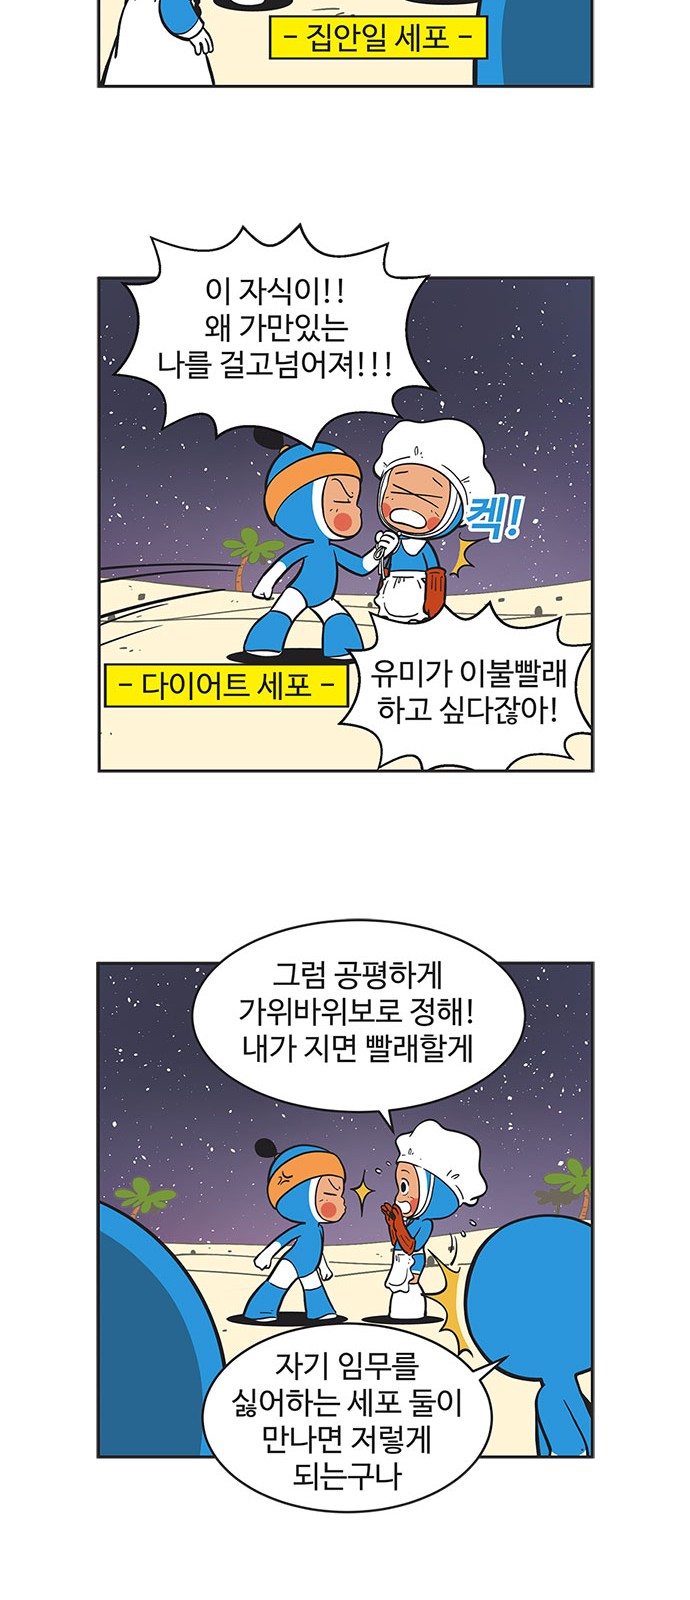 - 집안일 세포 -
이 자식이!!
왜 가만있는
나를 걸고넘어져!!!
켁!
- 다이어트 세포 -
유미가 이불빨래
하고 싶다잖아!
그럼 공평하게
가위바위보로 정해!
내가 지면 빨래할게
자기 임무를
싫어하는 세포 둘이
만나면 저렇게
되는구나